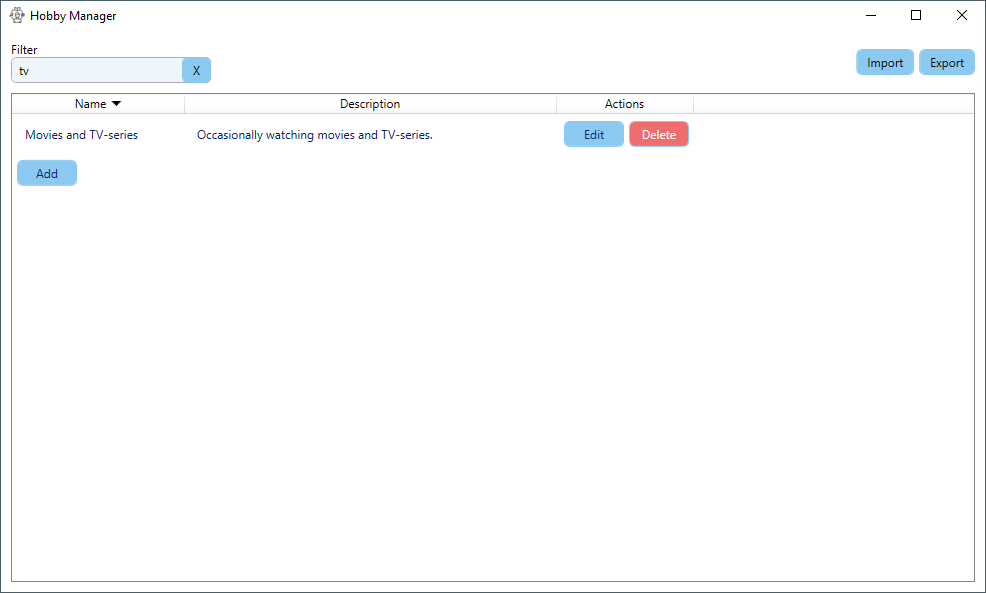 Hobby Manager
Filter
tv X
Import Export
Name Description Actions
Movies and TV-series Occasionally watching movies and TV-series. Edit Delete
Add